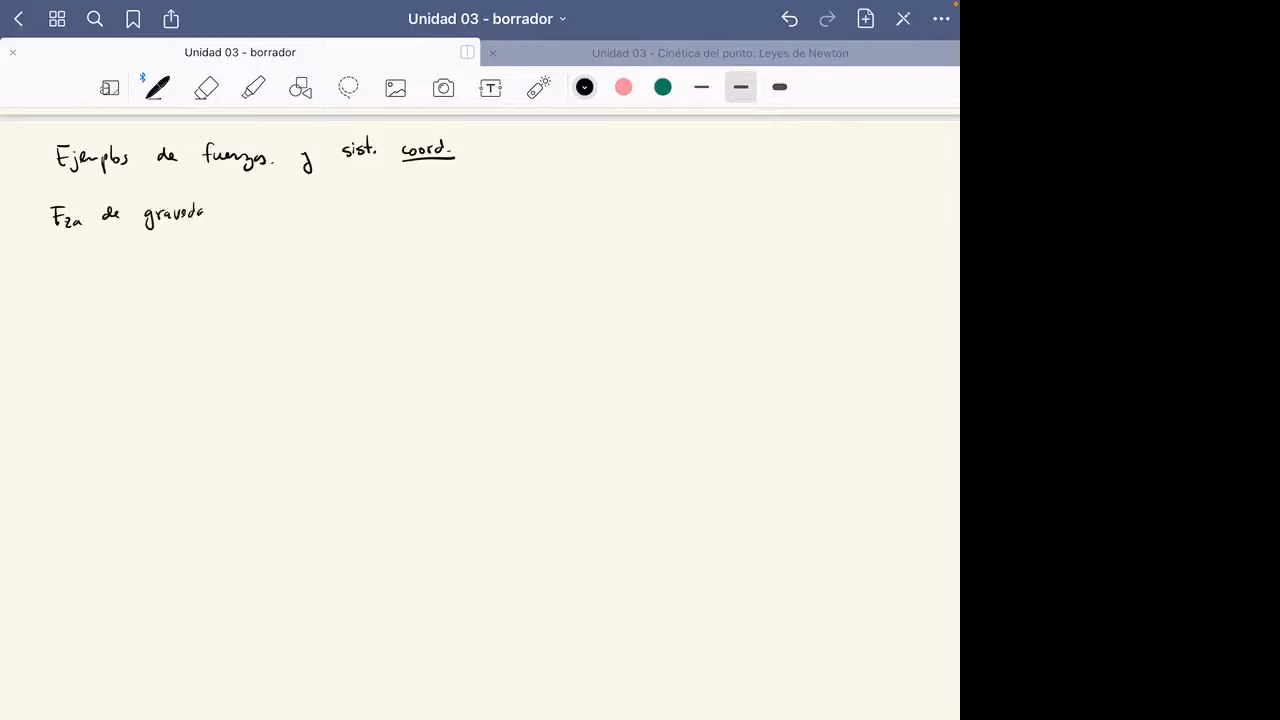 Unidad 03 - borrador
Unidad 03 - borrador
Unidad 03 - Cinética del punto: Leyes de Newton
T
Ejemplos de fuerzas. y sist. coord.
Fza de graveda